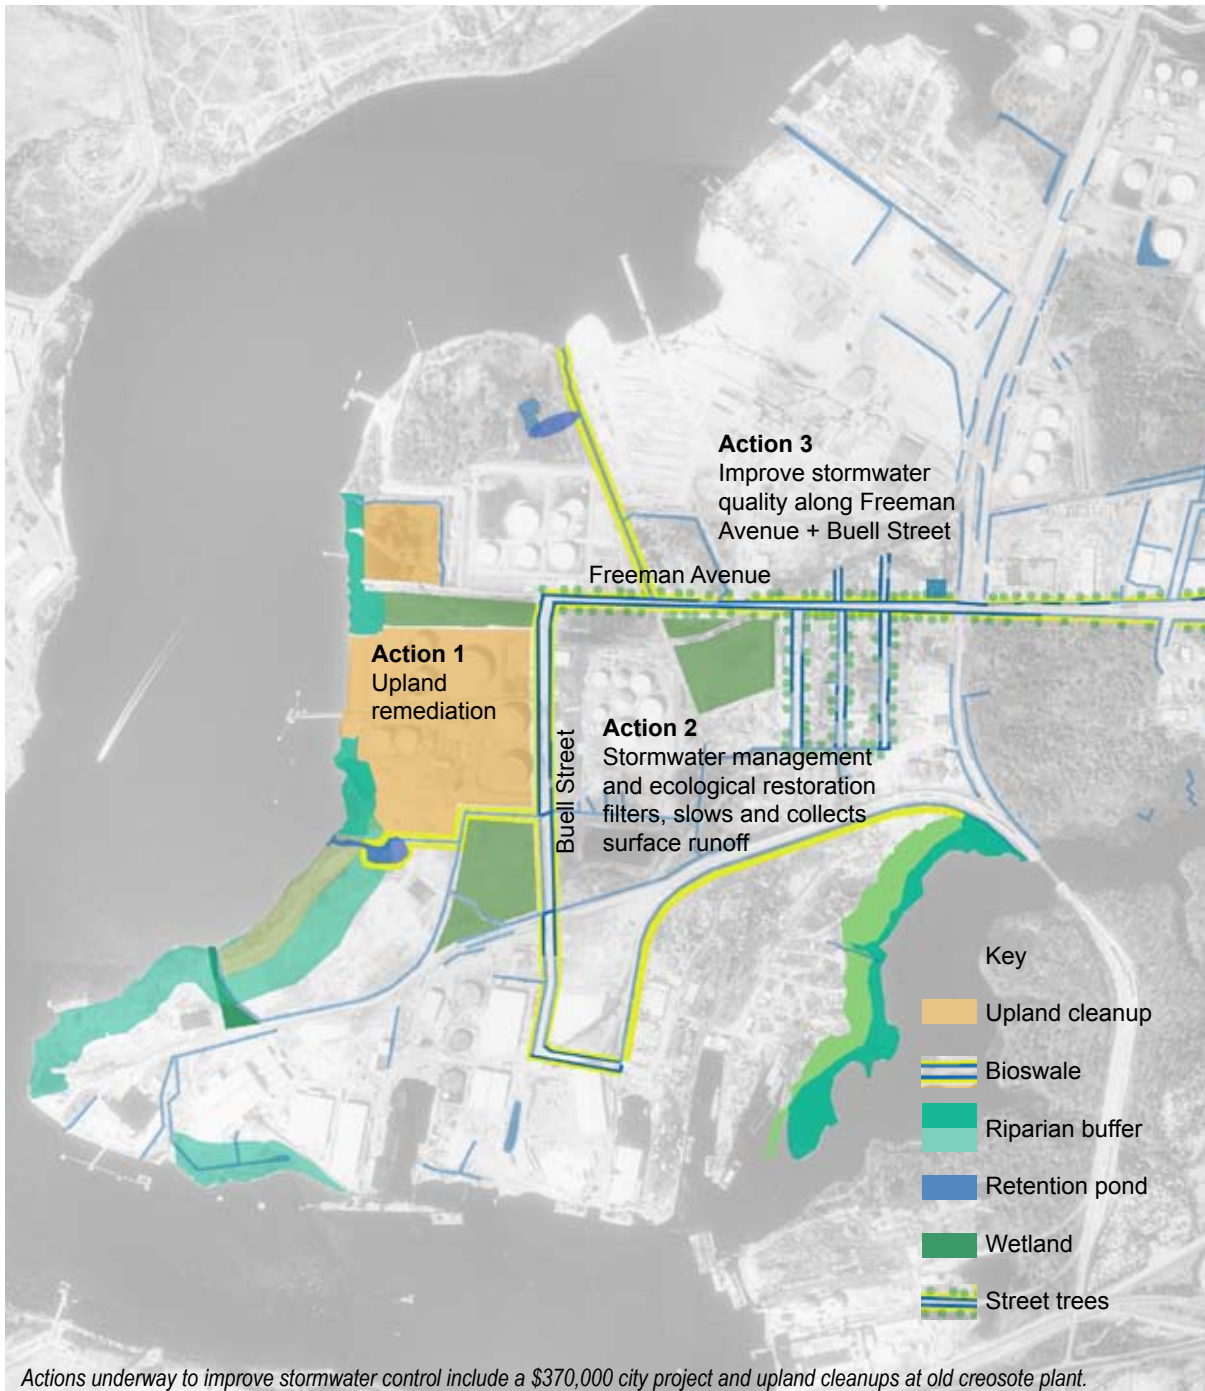 Action 3
Improve stormwater
quality along Freeman
Avenue + Buell Street
Freeman Avenue
Action 1
Upland
remediation
Buell Street
Action 2
Stormwater management
and ecological restoration
filters, slows and collects
surface runoff
Key
Upland cleanup
Bioswale
Riparian buffer
Retention pond
Wetland
Street trees
Actions underway to improve stormwater control include a $370,000 city project and upland cleanups at old creosote plant.